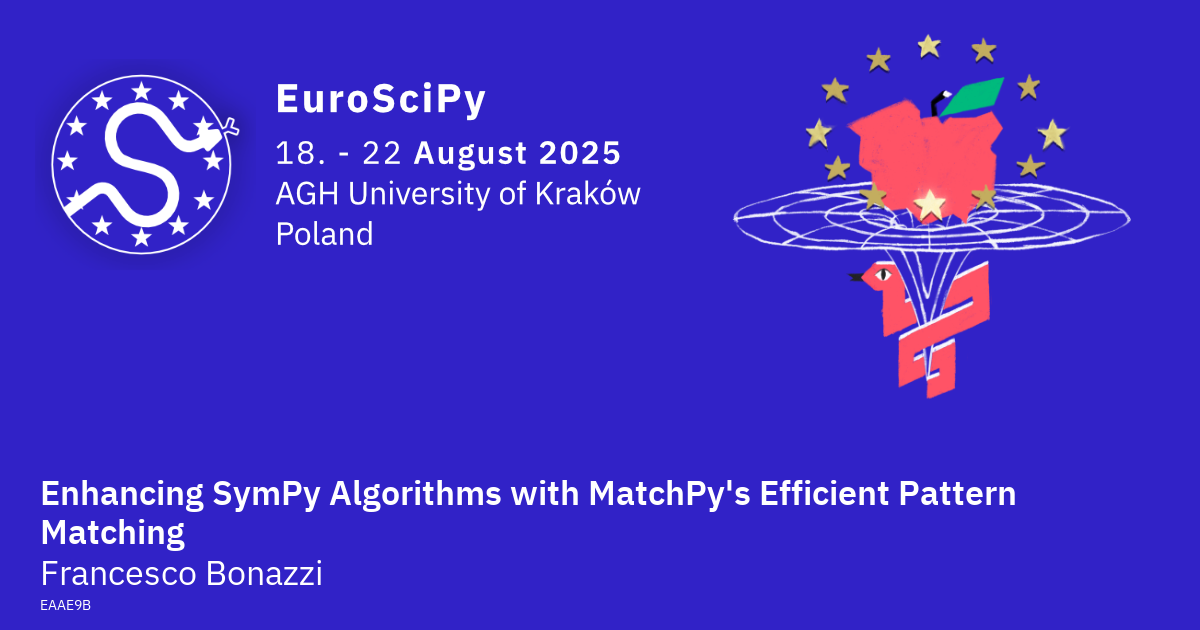 EuroSciPy
18. - 22 August 2025
AGH University of Kraków
Poland
Enhancing SymPy Algorithms with MatchPy's Efficient Pattern
Matching
Francesco Bonazzi
EAAE9B